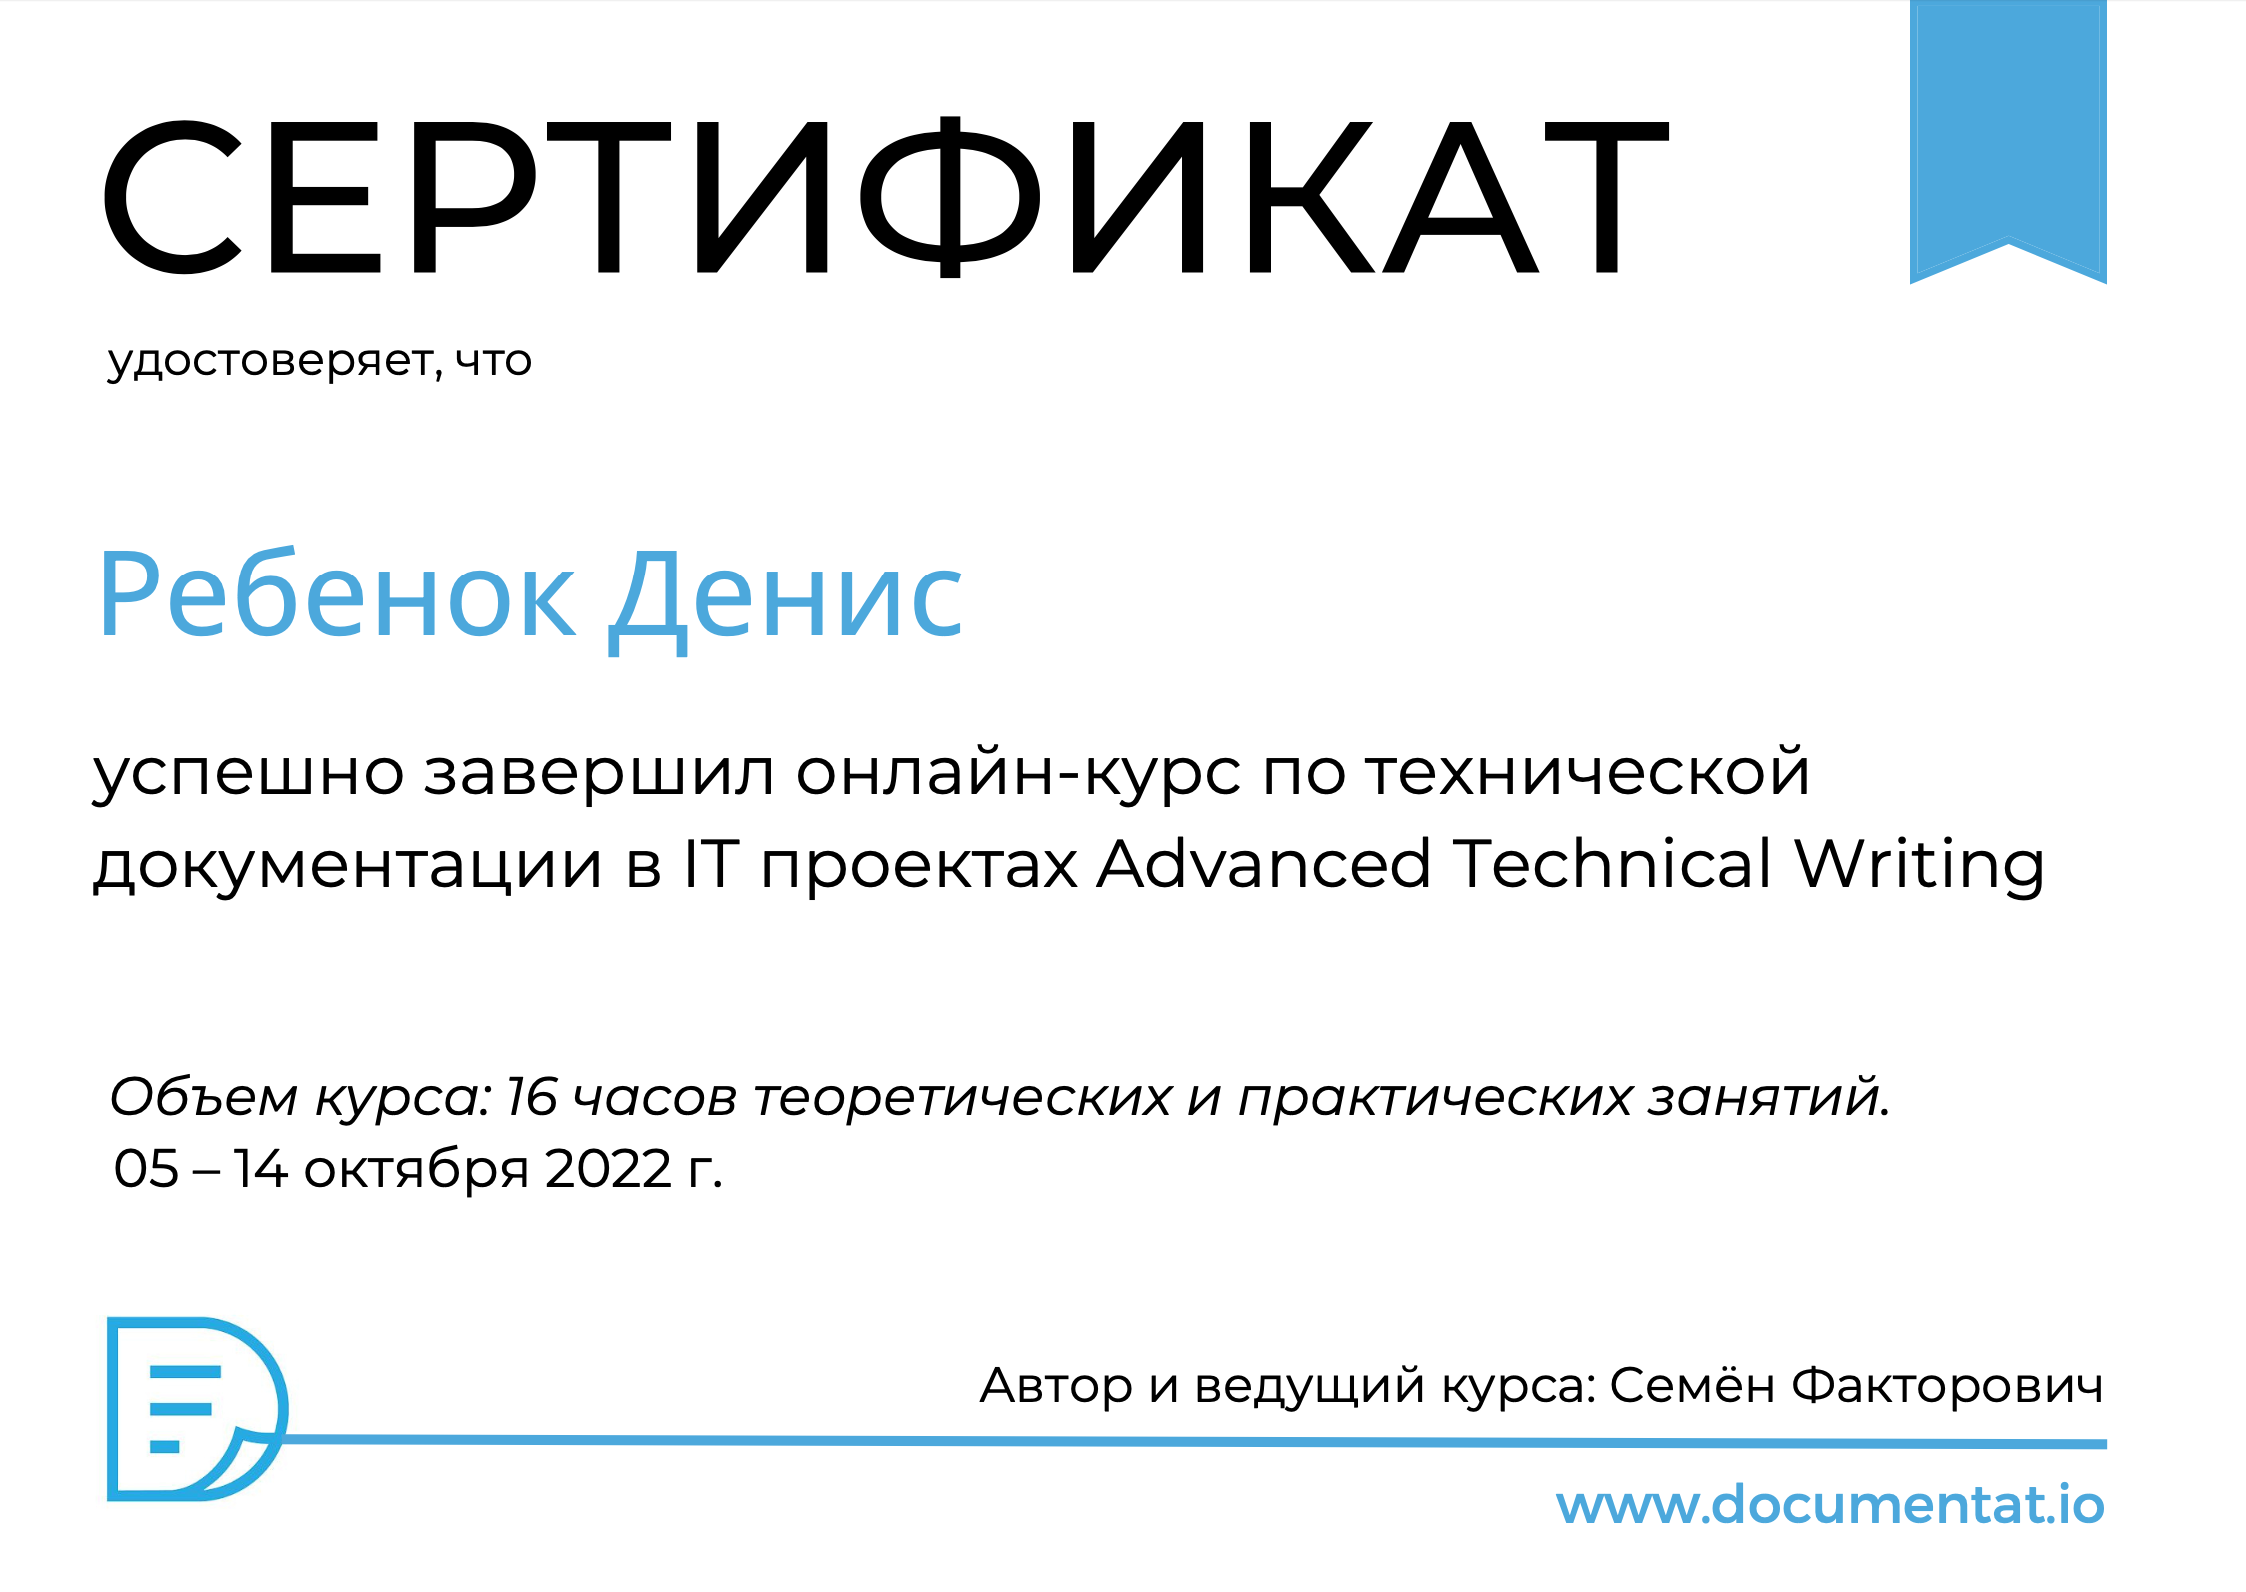 СЕРТИФИКАТ
удостоверяет, что
Ребенок Денис
успешно завершил онлайн-курс по технической
документации в IT проектах Advanced Technical Writing
Объем курса: 16 часов теоретических и практических занятий.
05 – 14 октября 2022 г.
Автор и ведущий курса: Семён Факторович
www.documentat.io